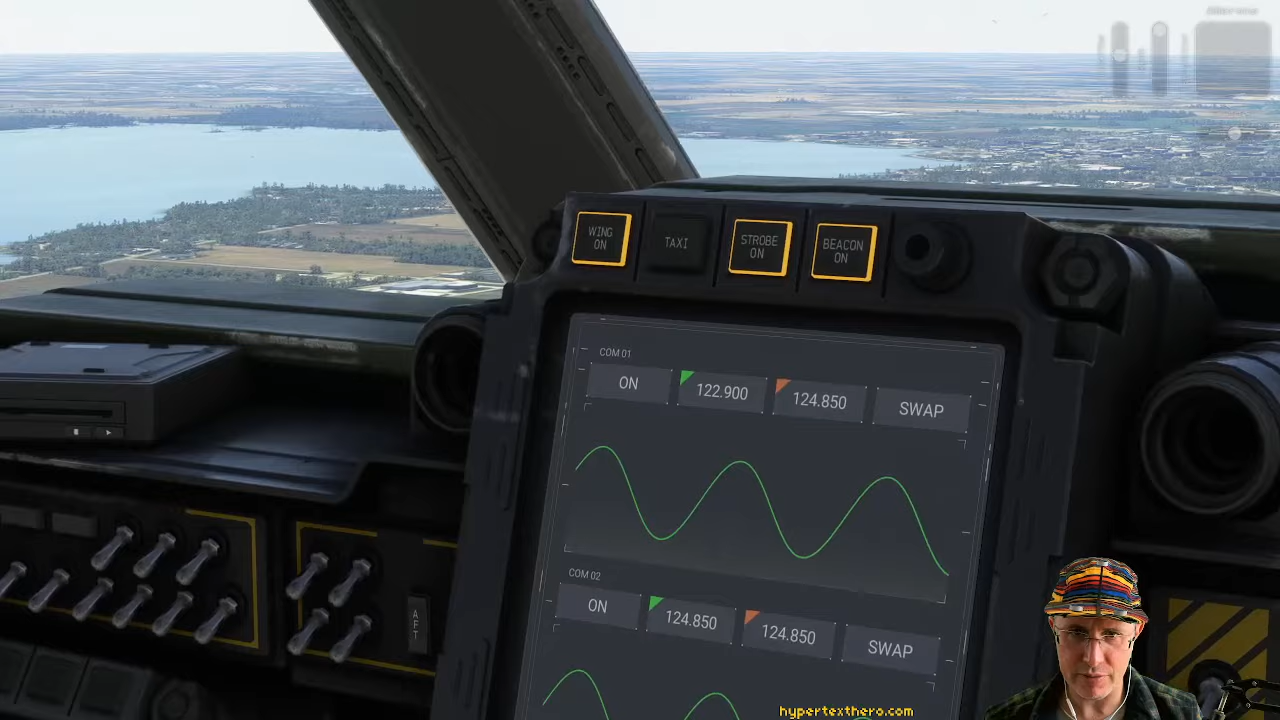 WING
ON
TAXI
STROBE
ON
BEACON
ON
COM 01
ON
122.900
124.850
SWAP
COM 02
ON
124.850
124.850
SWAP
AFT
hypertexthero.com